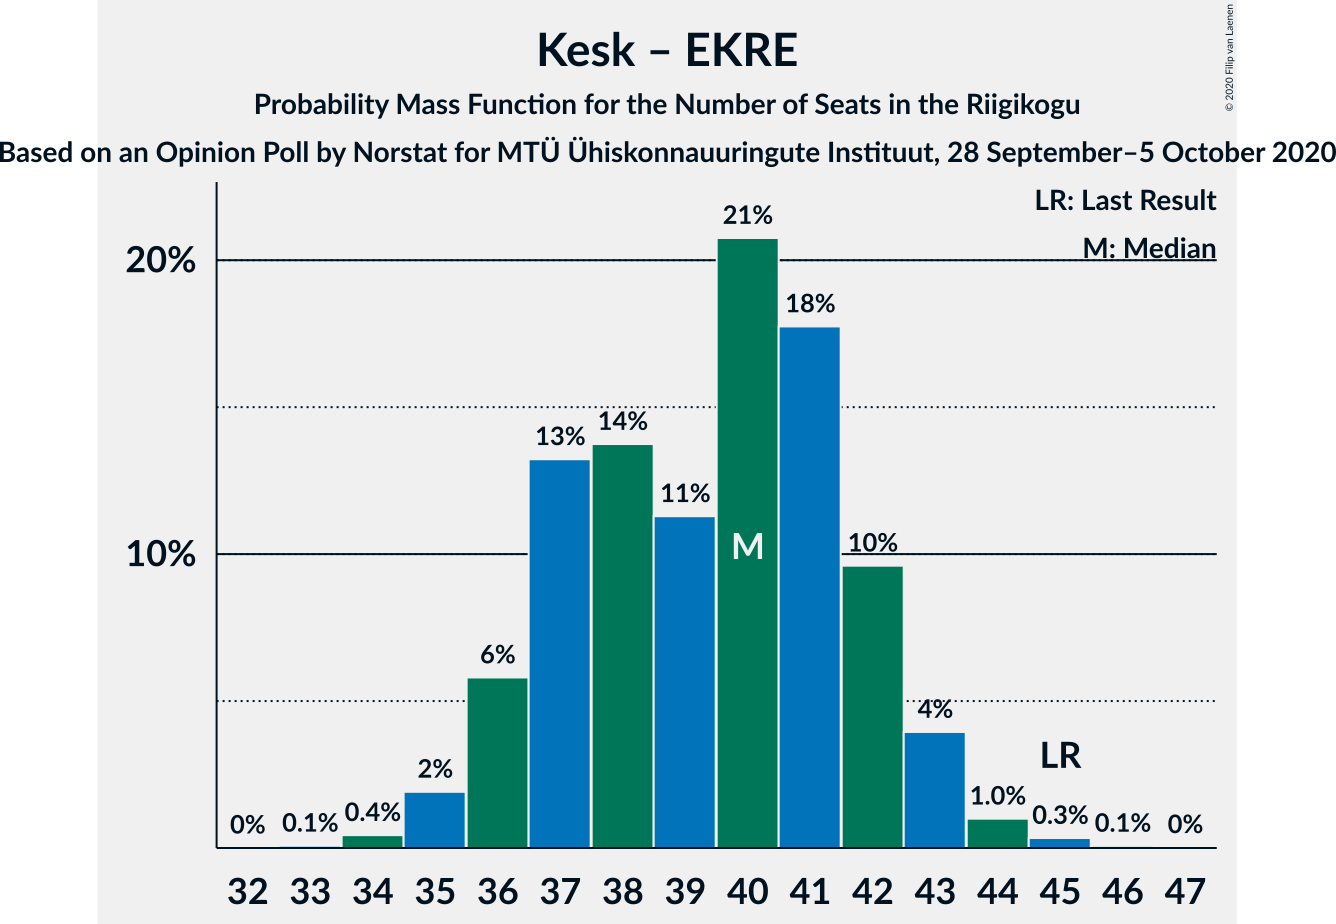 Kesk – EKRE
Probability Mass Function for the Number of Seats in the Riigikogu
Based on an Opinion Poll by Norstat for MTÜ Ühiskonnauuringute Instituut, 28 September–5 October 2020
© 2020 Filip van Laenen
LR: Last Result
M: Median
20%
10%
0%
0.1%
0.4%
2%
6%
13%
14%
11%
21%
18%
10%
4%
1.0%
0.3%
0.1%
0%
M
LR
32 33 34 35 36 37 38 39 40 41 42 43 44 45 46 47